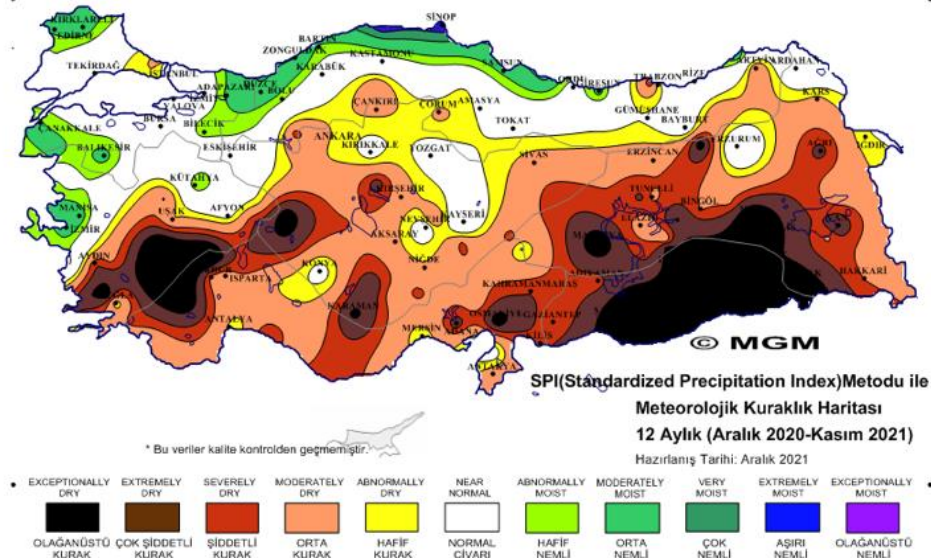 SİNOP
KIRKLARELİ
EDİRNE
BARTIN
ZONGULDAK
KASTAMONU
TEKİRDAĞ
İSTANBUL
KARABÜK
SAMSUN
DÜZCE
ADAPAZARI
BOLU
ORDU
GİRESUN
TRABZON
RİZE
ARTVİN
ARDAHAN
YALOVA
BURSA
BİLECİK
ÇANKIRI
ÇORUM
AMASYA
TOKAT
GÜMÜŞHANE
BAYBURT
KARS
ÇANAKKALE
BALIKESİR
ESKİŞEHİR
ANKARA
KIRIKKALE
YOZGAT
SİVAS
ERZİNCAN
ERZURUM
AĞRI
IĞDIR
KÜTAHYA
MANİSA
İZMİR
UŞAK
AFYON
KIRŞEHİR
NEVŞEHİR
KAYSERİ
AKSARAY
NİĞDE
TUNCELİ
BİNGÖL
ELAZIĞ
VAN
AYDIN
ISPARTA
KONYA
KAHRAMANMARAŞ
ADIYAMAN
HAKKARİ
ANTALYA
KARAMAN
MERSİN
ADANA
OSMANİYE
GAZİANTEP
KİLİS
ANTAKYA
© MGM
SPI(Standardized Precipitation Index)Metodu ile
Meteorolojik Kuraklık Haritası
12 Aylık (Aralık 2020-Kasım 2021)
Hazırlanış Tarihi: Aralık 2021
* Bu veriler kalite kontrolden geçmemiştir.
EXCEPTIONALLY DRY
EXTREMELY DRY
SEVERELY DRY
MODERATELY DRY
ABNORMALLY DRY
NEAR NORMAL
ABNORMALLY MOIST
MODERATELY MOIST
VERY MOIST
EXTREMELY MOIST
EXCEPTIONALLY MOIST
OLAĞANÜSTÜ KURAK
ÇOK ŞİDDETLİ KURAK
ŞİDDETLİ KURAK
ORTA KURAK
HAFİF KURAK
NORMAL CİVARI
HAFİF NEMLİ
ORTA NEMLİ
ÇOK NEMLİ
AŞIRI NEMLİ
OLAĞANÜSTÜ NEMLİ